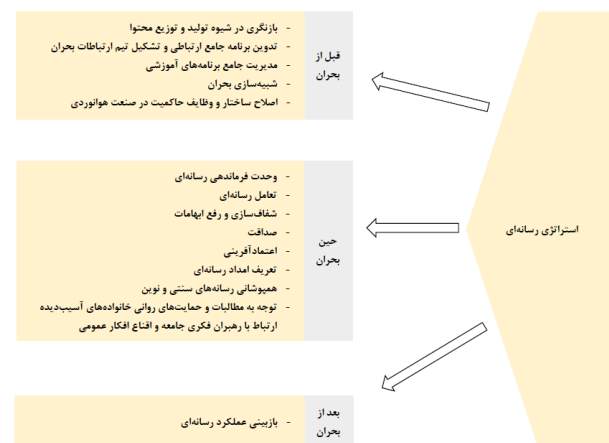 استراتژی رسانه‌ای
قبل از
بحران
- بازنگری در شیوه تولید و توزیع محتوا
- تدوین برنامه جامع ارتباطی و تشکیل تیم ارتباطات بحران
- مدیریت جامع برنامه‌های آموزشی
- شبیه‌سازی بحران
- اصلاح ساختار و وظایف حاکمیت در صنعت هوانوردی
حین
بحران
- وحدت فرماندهی رسانه‌ای
- تعامل رسانه‌ای
- شفاف‌سازی و رفع ابهامات
- صداقت
- اعتمادآفرینی
- تعریف امداد رسانه‌ای
- همپوشانی رسانه‌های سنتی و نوین
- توجه به مطالبات و حمایت‌های روانی خانواده‌های آسیب‌دیده
ارتباط با رهبران فکری جامعه و اقناع افکار عمومی
بعد از
بحران
- بازبینی عملکرد رسانه‌ای